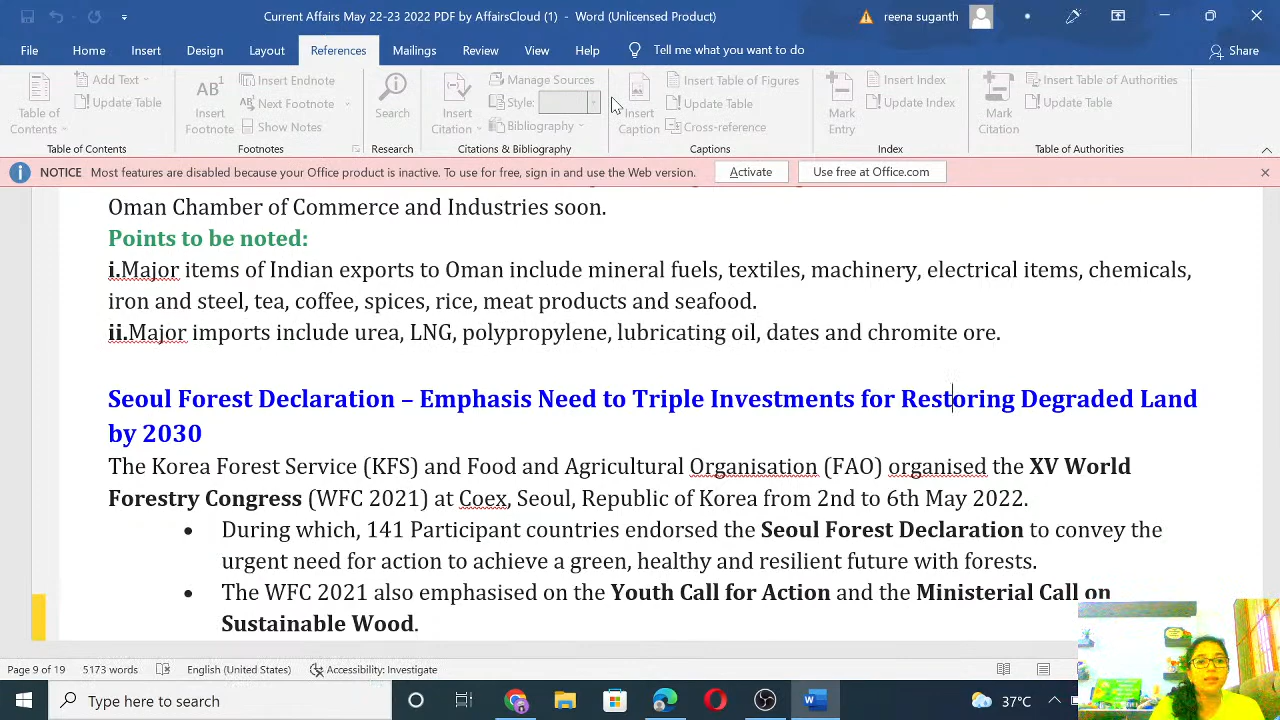 Current Affairs May 22-23 2022 PDF by AffairsCloud (1) - Word (Unlicensed Product)
reena suganth
File Home Insert Design Layout References Mailings Review View Help Tell me what you want to do Share
Table of Contents
Add Text
Update Table
Table of Contents
AB1
Insert Footnote
Insert Endnote
AB1 Next Footnote
Show Notes
Footnotes
Search
Research
Insert Citation
Manage Sources
Style:
Bibliography
Citations & Bibliography
Insert Caption
Insert Table of Figures
Update Table
Cross-reference
Captions
Mark Entry
Insert Index
Update Index
Index
Mark Citation
Insert Table of Authorities
Update Table
Table of Authorities
NOTICE Most features are disabled because your Office product is inactive. To use for free, sign in and use the Web version. Activate Use free at Office.com
Oman Chamber of Commerce and Industries soon.
Points to be noted:
i.Major items of Indian exports to Oman include mineral fuels, textiles, machinery, electrical items, chemicals,
iron and steel, tea, coffee, spices, rice, meat products and seafood.
ii.Major imports include urea, LNG, polypropylene, lubricating oil, dates and chromite ore.
Seoul Forest Declaration – Emphasis Need to Triple Investments for Restoring Degraded Land
by 2030
The Korea Forest Service (KFS) and Food and Agricultural Organisation (FAO) organised the XV World
Forestry Congress (WFC 2021) at Coex, Seoul, Republic of Korea from 2nd to 6th May 2022.
• During which, 141 Participant countries endorsed the Seoul Forest Declaration to convey the
urgent need for action to achieve a green, healthy and resilient future with forests.
• The WFC 2021 also emphasised on the Youth Call for Action and the Ministerial Call on
Sustainable Wood.
Page 9 of 19 5173 words English (United States) Accessibility: Investigate
Type here to search
37°C